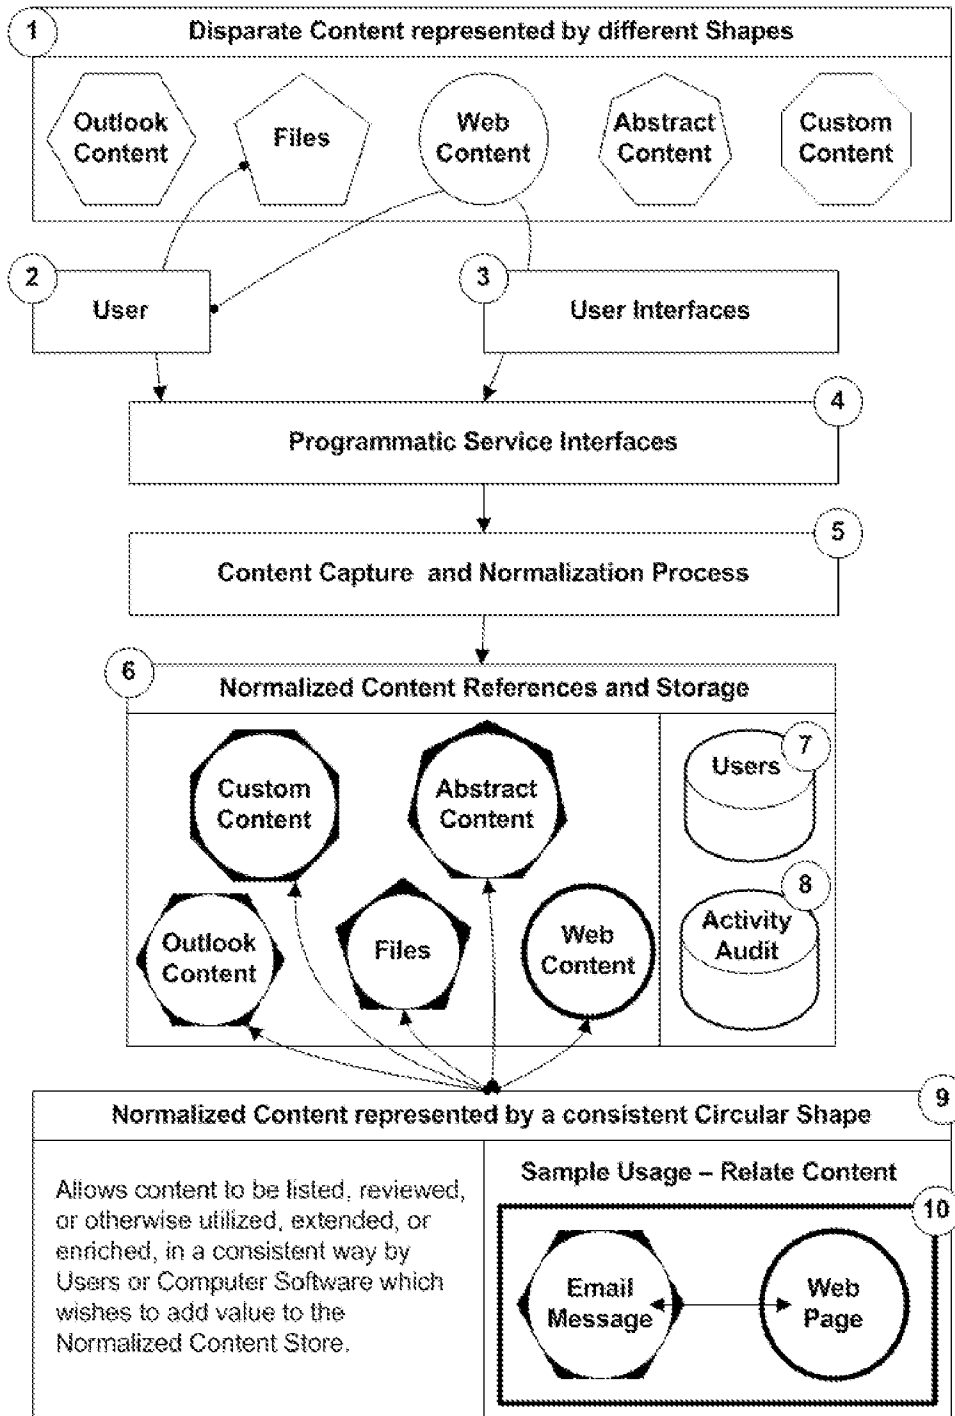 1
Disparate Content represented by different Shapes
Outlook
Content
Files
Web
Content
Abstract
Content
Custom
Content
2
User
3
User Interfaces
4
Programmatic Service Interfaces
5
Content Capture and Normalization Process
6
Normalized Content References and Storage
Custom
Content
Abstract
Content
Outlook
Content
Files
Web
Content
7
Users
8
Activity
Audit
9
Normalized Content represented by a consistent Circular Shape
Allows content to be listed, reviewed,
or otherwise utilized, extended, or
enriched, in a consistent way by
Users or Computer Software which
wishes to add value to the
Normalized Content Store.
Sample Usage – Relate Content
10
Email
Message
Web
Page